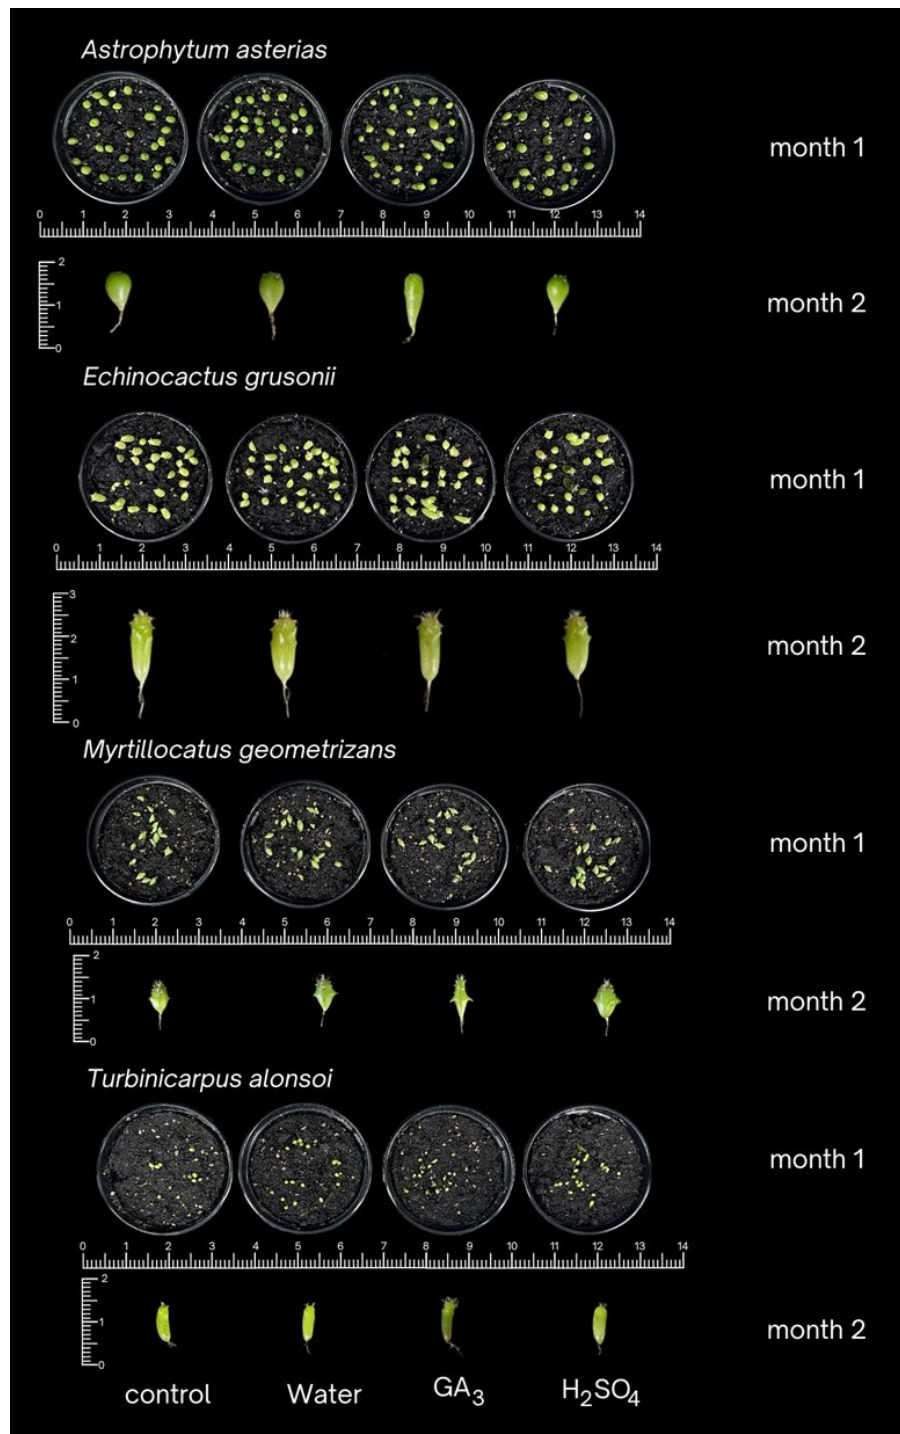 Astrophytum asterias
month 1
0 1 2 3 4 5 6 7 8 9 10 11 12 13 14
2
1
0
month 2
Echinocactus grusonii
month 1
0 1 2 3 4 5 6 7 8 9 10 11 12 13 14
3
2
1
0
month 2
Myrtillocatus geometrizans
month 1
0 1 2 3 4 5 6 7 8 9 10 11 12 13 14
2
1
0
month 2
Turbinicarpus alonsoi
month 1
0 1 2 3 4 5 6 7 8 9 10 11 12 13 14
2
1
0
month 2
control Water GA3 H2SO4